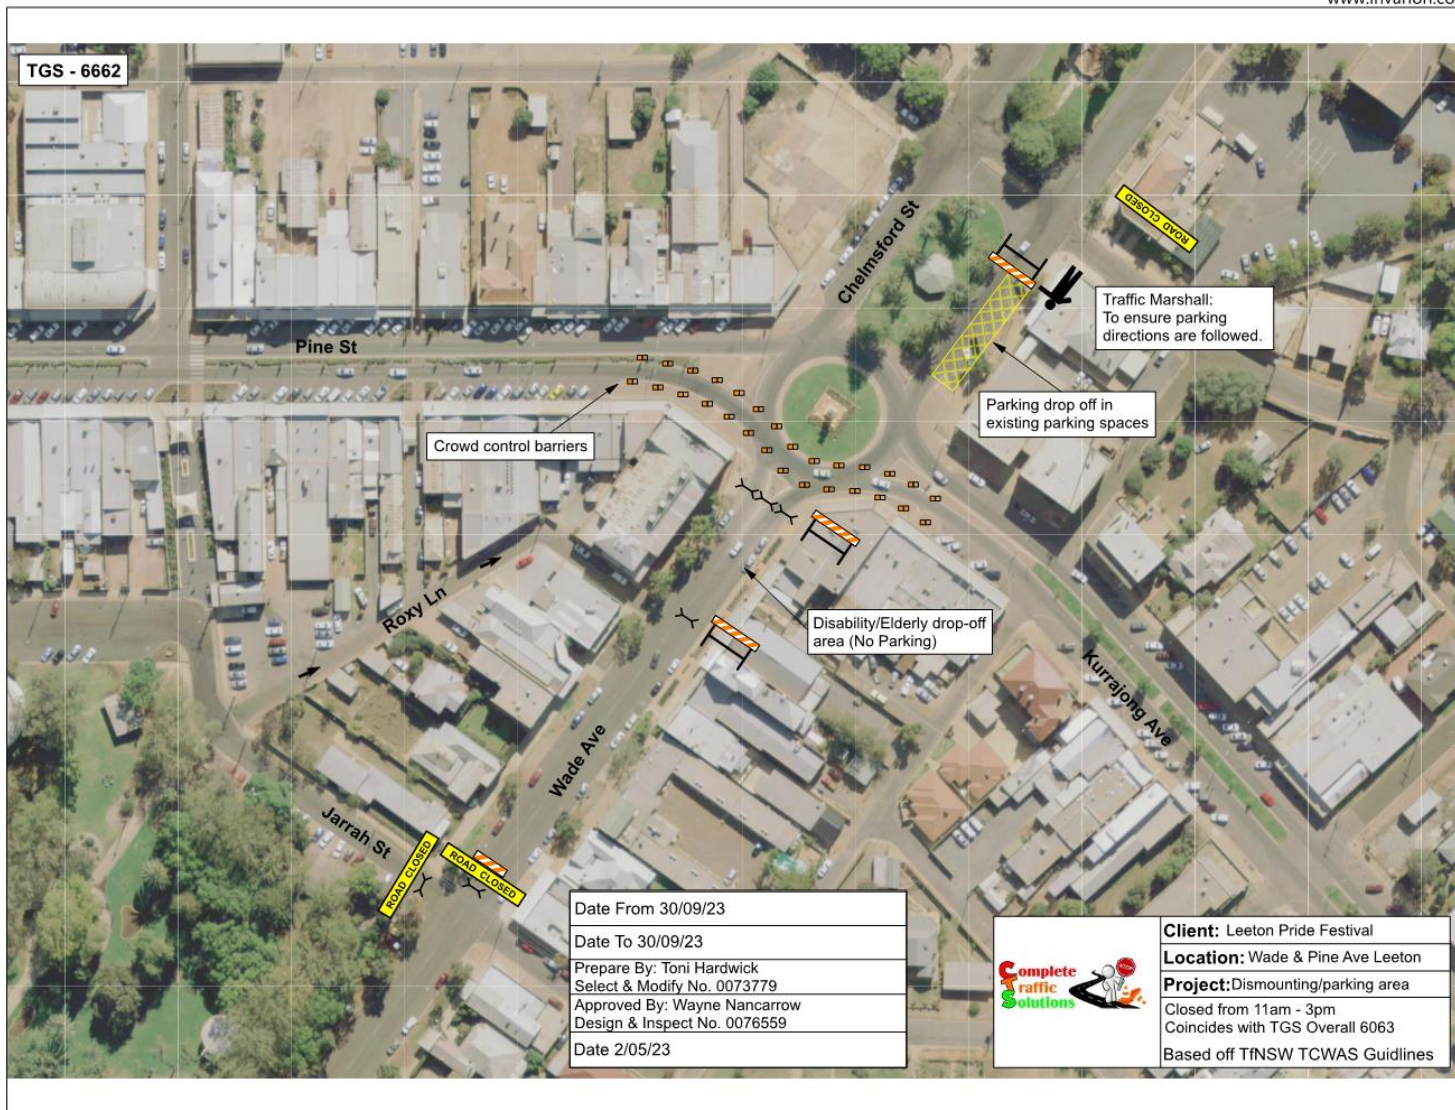 www.invarion.co
TGS - 6662
Chelmsford St
ROAD CLOSED
Traffic Marshall:
To ensure parking
directions are followed.
Pine St
Parking drop off in
existing parking spaces
Crowd control barriers
Roxy Ln
Disability/Elderly drop-off
area (No Parking)
Kurrajong Ave
Wade Ave
Jarrah St
ROAD CLOSED
ROAD CLOSED
Date From 30/09/23
Date To 30/09/23
Prepare By: Toni Hardwick
Select & Modify No. 0073779
Approved By: Wayne Nancarrow
Design & Inspect No. 0076559
Date 2/05/23
Complete
Traffic
Solutions
STOP
Client: Leeton Pride Festival
Location: Wade & Pine Ave Leeton
Project:Dismounting/parking area
Closed from 11am - 3pm
Coincides with TGS Overall 6063
Based off TfNSW TCWAS Guidlines